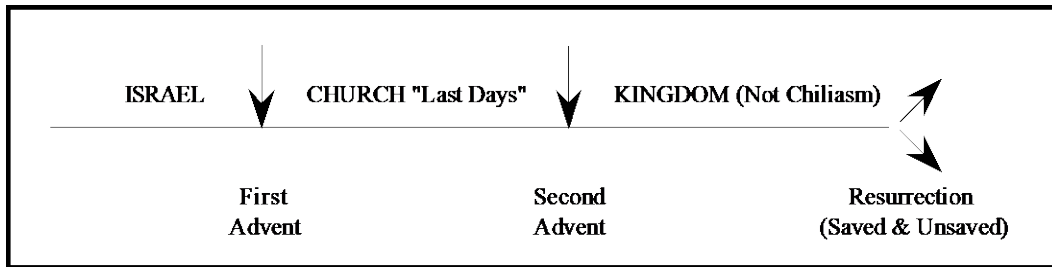 ISRAEL CHURCH "Last Days" KINGDOM (Not Chiliasm)
First Second Resurrection
Advent Advent (Saved & Unsaved)